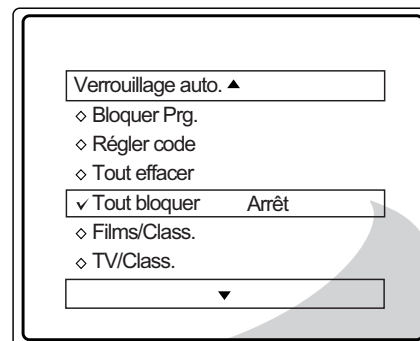 Verrouillage auto. ▲
◇ Bloquer Prg.
◇ Régler code
◇ Tout effacer
✓ Tout bloquer Arrêt
◇ Films/Class.
◇ TV/Class.
▼